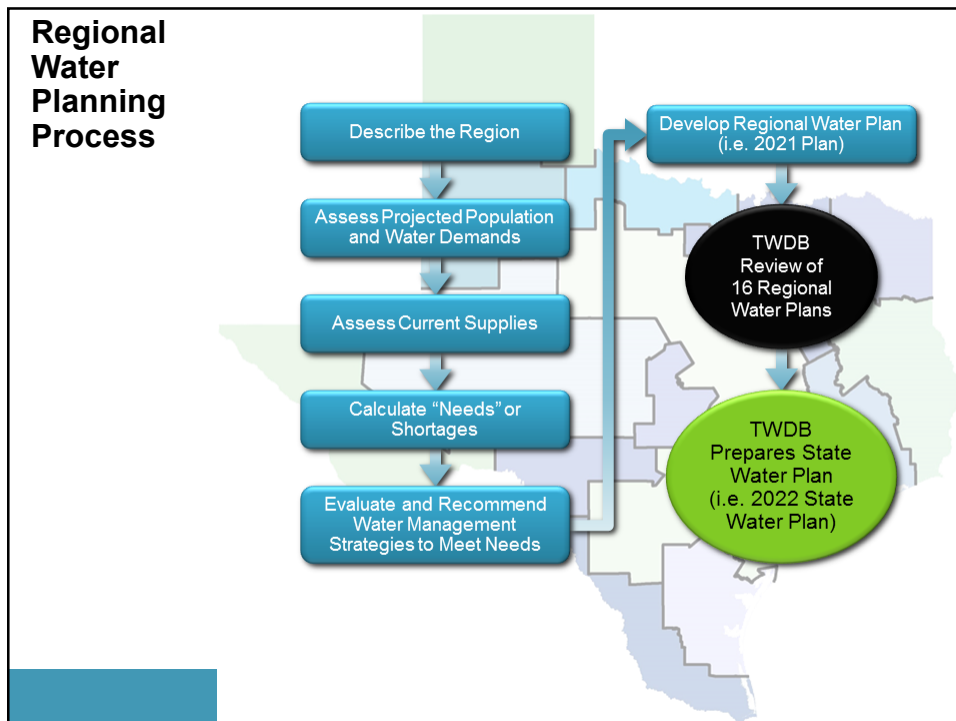 Regional
Water
Planning
Process
Describe the Region
Assess Projected Population
and Water Demands
Assess Current Supplies
Calculate “Needs” or
Shortages
Evaluate and Recommend
Water Management
Strategies to Meet Needs
Develop Regional Water Plan
(i.e. 2021 Plan)
TWDB
Review of
16 Regional
Water Plans
TWDB
Prepares State
Water Plan
(i.e. 2022 State
Water Plan)